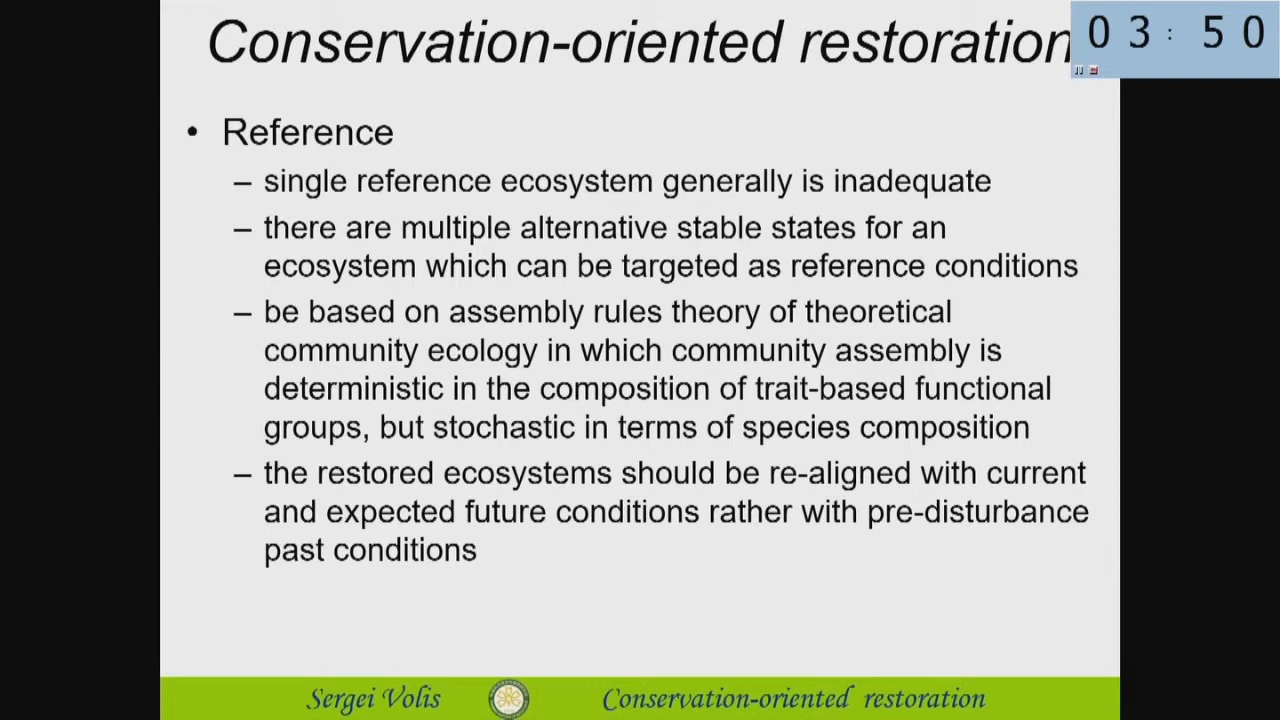 Conservation-oriented restoration
03:50
• Reference
– single reference ecosystem generally is inadequate
– there are multiple alternative stable states for an
ecosystem which can be targeted as reference conditions
– be based on assembly rules theory of theoretical
community ecology in which community assembly is
deterministic in the composition of trait-based functional
groups, but stochastic in terms of species composition
– the restored ecosystems should be re-aligned with current
and expected future conditions rather with pre-disturbance
past conditions
Sergei Volis
Conservation-oriented restoration